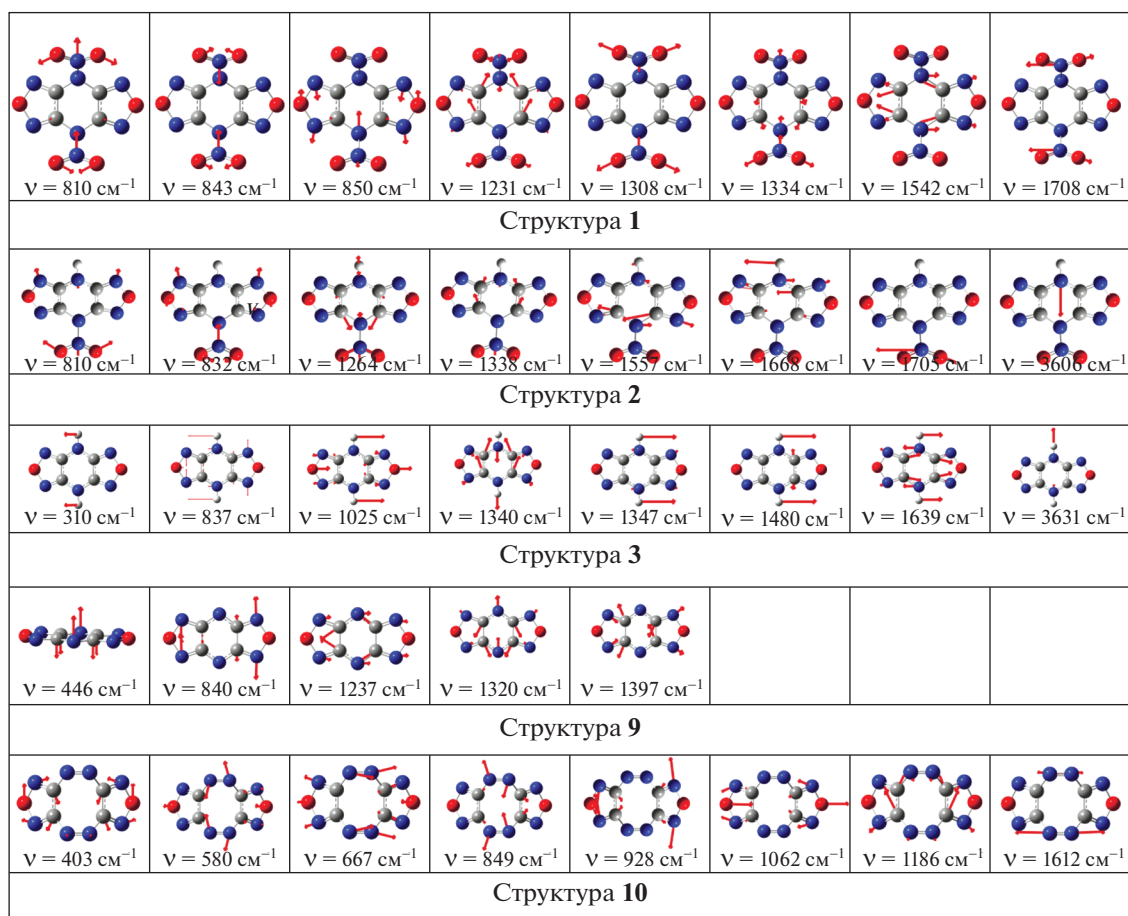 ν = 810 см⁻¹ ν = 843 см⁻¹ ν = 850 см⁻¹ ν = 1231 см⁻¹ ν = 1308 см⁻¹ ν = 1334 см⁻¹ ν = 1542 см⁻¹ ν = 1708 см⁻¹
Структура 1
V
ν = 810 см⁻¹ ν = 832 см⁻¹ ν = 1264 см⁻¹ ν = 1338 см⁻¹ ν = 1557 см⁻¹ ν = 1668 см⁻¹ ν = 1705 см⁻¹ ν = 3606 см⁻¹
Структура 2
ν = 310 см⁻¹ ν = 837 см⁻¹ ν = 1025 см⁻¹ ν = 1340 см⁻¹ ν = 1347 см⁻¹ ν = 1480 см⁻¹ ν = 1639 см⁻¹ ν = 3631 см⁻¹
Структура 3
ν = 446 см⁻¹ ν = 840 см⁻¹ ν = 1237 см⁻¹ ν = 1320 см⁻¹ ν = 1397 см⁻¹
Структура 9
ν = 403 см⁻¹ ν = 580 см⁻¹ ν = 667 см⁻¹ ν = 849 см⁻¹ ν = 928 см⁻¹ ν = 1062 см⁻¹ ν = 1186 см⁻¹ ν = 1612 см⁻¹
Структура 10